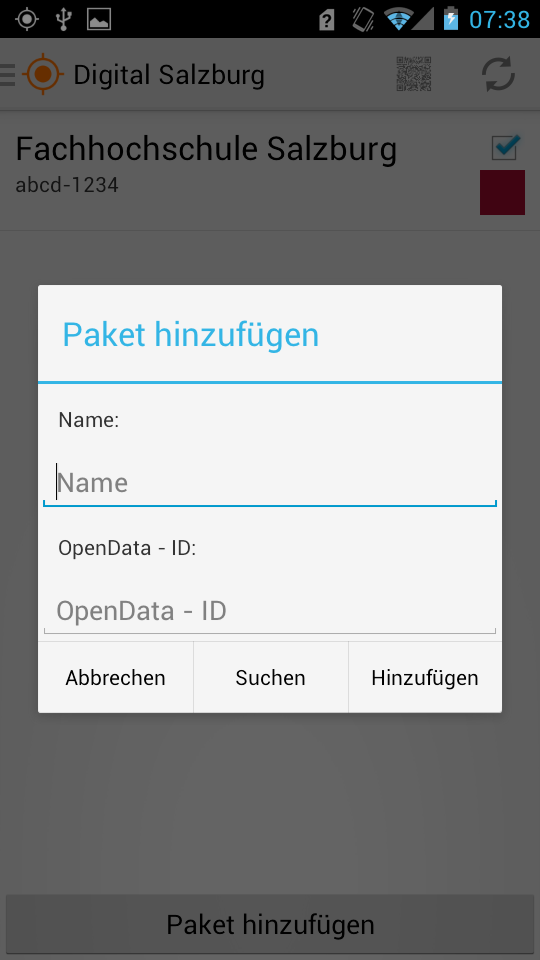 07:38
Digital Salzburg
Fachhochschule Salzburg
abcd-1234
Paket hinzufügen
Name:
Name
OpenData - ID:
OpenData - ID
Abbrechen Suchen Hinzufügen
Paket hinzufügen